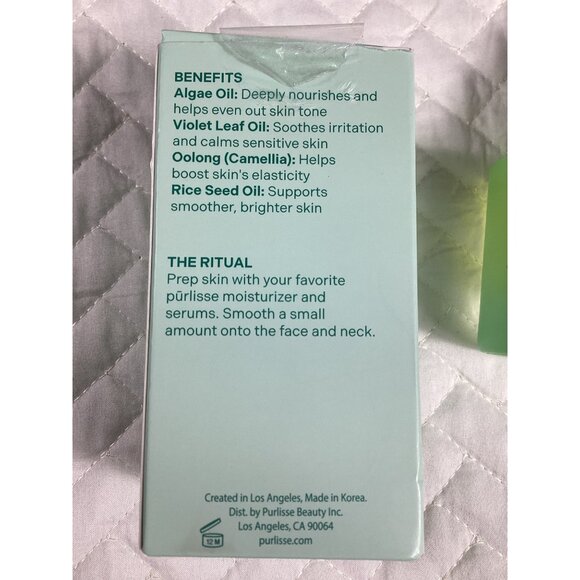 BENEFITS
Algae Oil: Deeply nourishes and
helps even out skin tone
Violet Leaf Oil: Soothes irritation
and calms sensitive skin
Oolong (Camellia): Helps
boost skin's elasticity
Rice Seed Oil: Supports
smoother, brighter skin
THE RITUAL
Prep skin with your favorite
pūrlisse moisturizer and
serums. Smooth a small
amount onto the face and neck.
Created in Los Angeles, Made in Korea.
Dist. by Purlisse Beauty Inc.
Los Angeles, CA 90064
purlisse.com
12 M